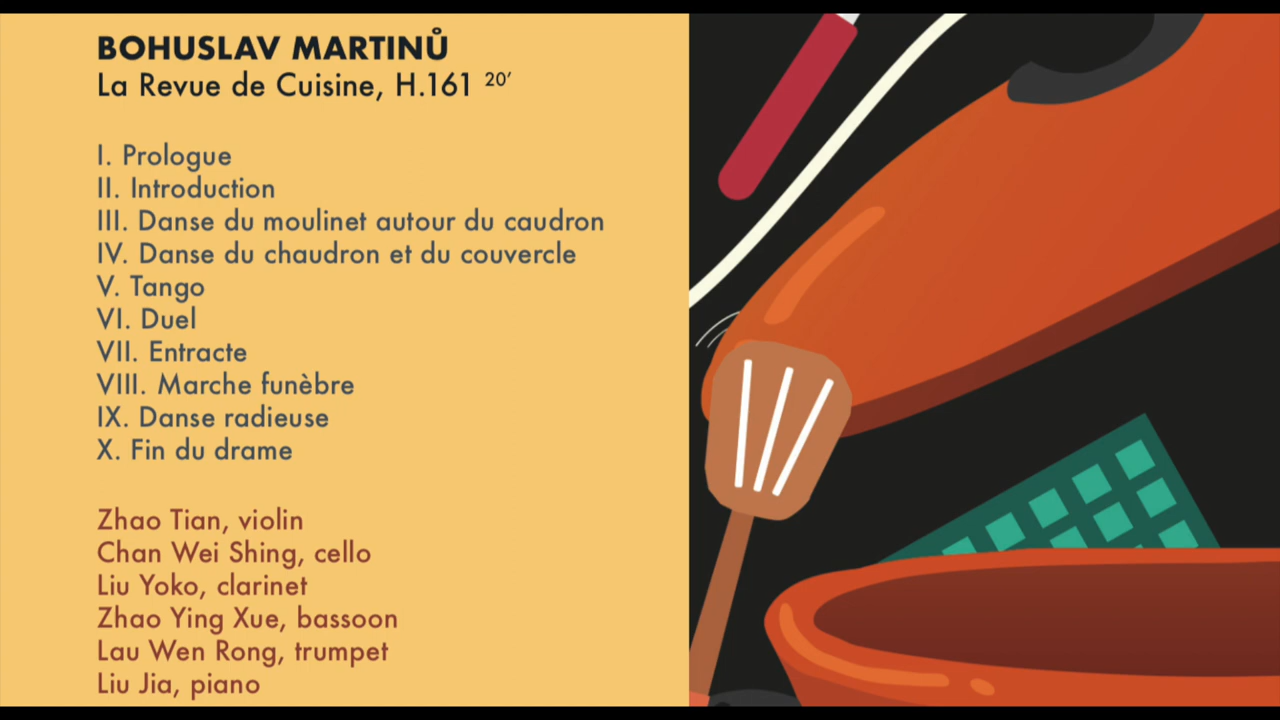 BOHUSLAV MARTINŮ
La Revue de Cuisine, H.161 20’
I. Prologue
II. Introduction
III. Danse du moulinet autour du caudron
IV. Danse du chaudron et du couvercle
V. Tango
VI. Duel
VII. Entracte
VIII. Marche funèbre
IX. Danse radieuse
X. Fin du drame
Zhao Tian, violin
Chan Wei Shing, cello
Liu Yoko, clarinet
Zhao Ying Xue, bassoon
Lau Wen Rong, trumpet
Liu Jia, piano